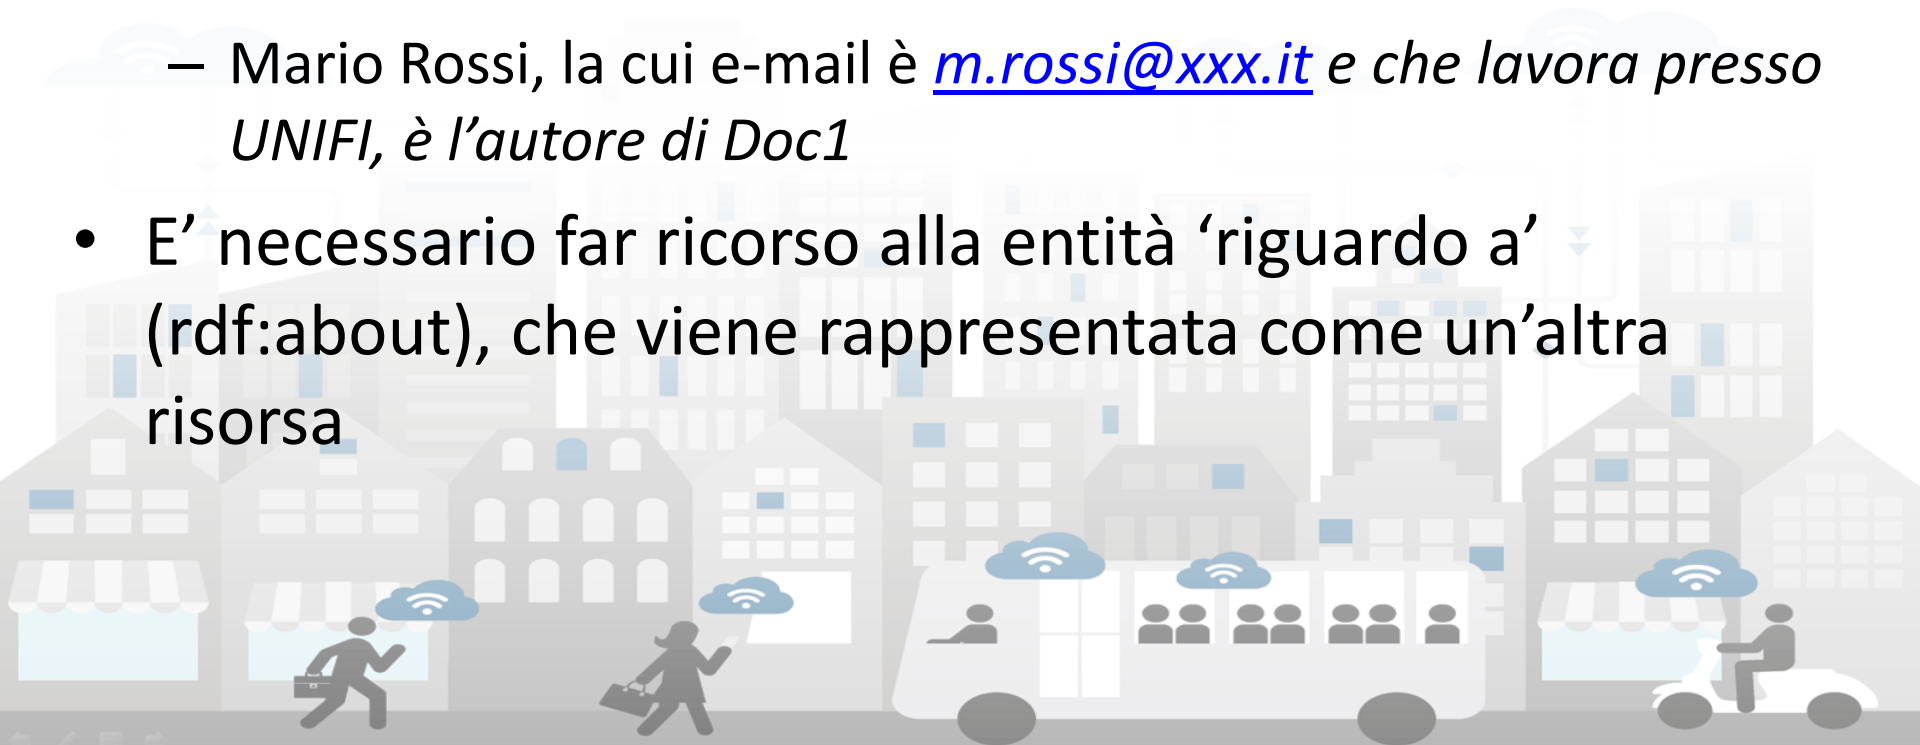 – Mario Rossi, la cui e-mail è m.rossi@xxx.it e che lavora presso
UNIFI, è l’autore di Doc1
• E’ necessario far ricorso alla entità ‘riguardo a’
(rdf:about), che viene rappresentata come un’altra
risorsa